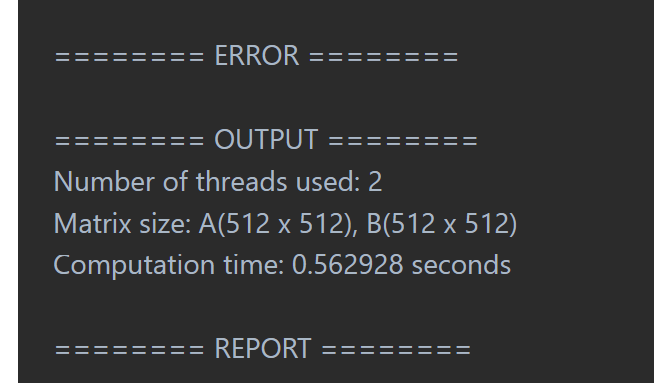 ======== ERROR ========
======== OUTPUT ========
Number of threads used: 2
Matrix size: A(512 x 512), B(512 x 512)
Computation time: 0.562928 seconds
======== REPORT ========